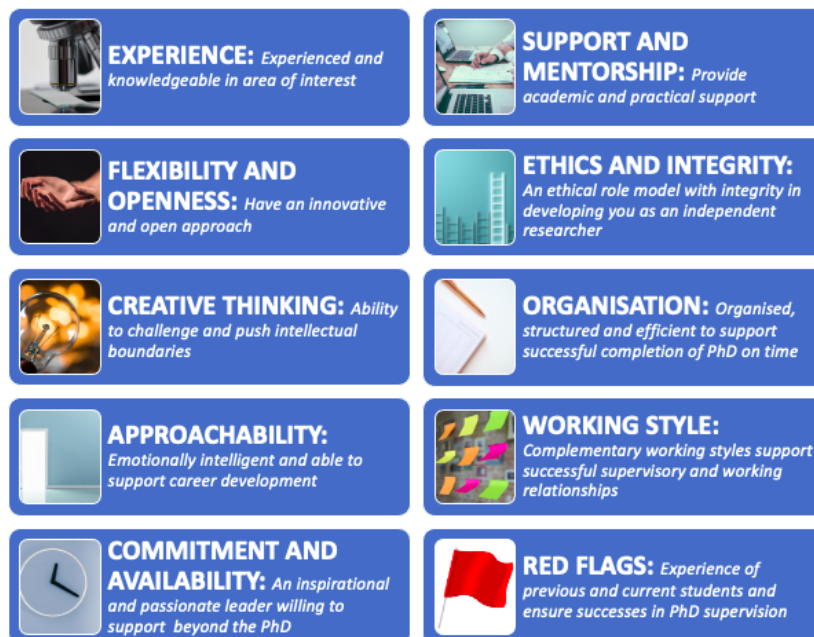 EXPERIENCE: Experienced and
knowledgeable in area of interest
SUPPORT AND
MENTORSHIP: Provide
academic and practical support
FLEXIBILITY AND
OPENNESS: Have an innovative
and open approach
ETHICS AND INTEGRITY:
An ethical role model with integrity in
developing you as an independent
researcher
CREATIVE THINKING: Ability
to challenge and push intellectual
boundaries
ORGANISATION: Organised,
structured and efficient to support
successful completion of PhD on time
APPROACHABILITY:
Emotionally intelligent and able to
support career development
WORKING STYLE:
Complementary working styles support
successful supervisory and working
relationships
COMMITMENT AND
AVAILABILITY: An inspirational
and passionate leader willing to
support beyond the PhD
RED FLAGS: Experience of
previous and current students and
ensure successes in PhD supervision